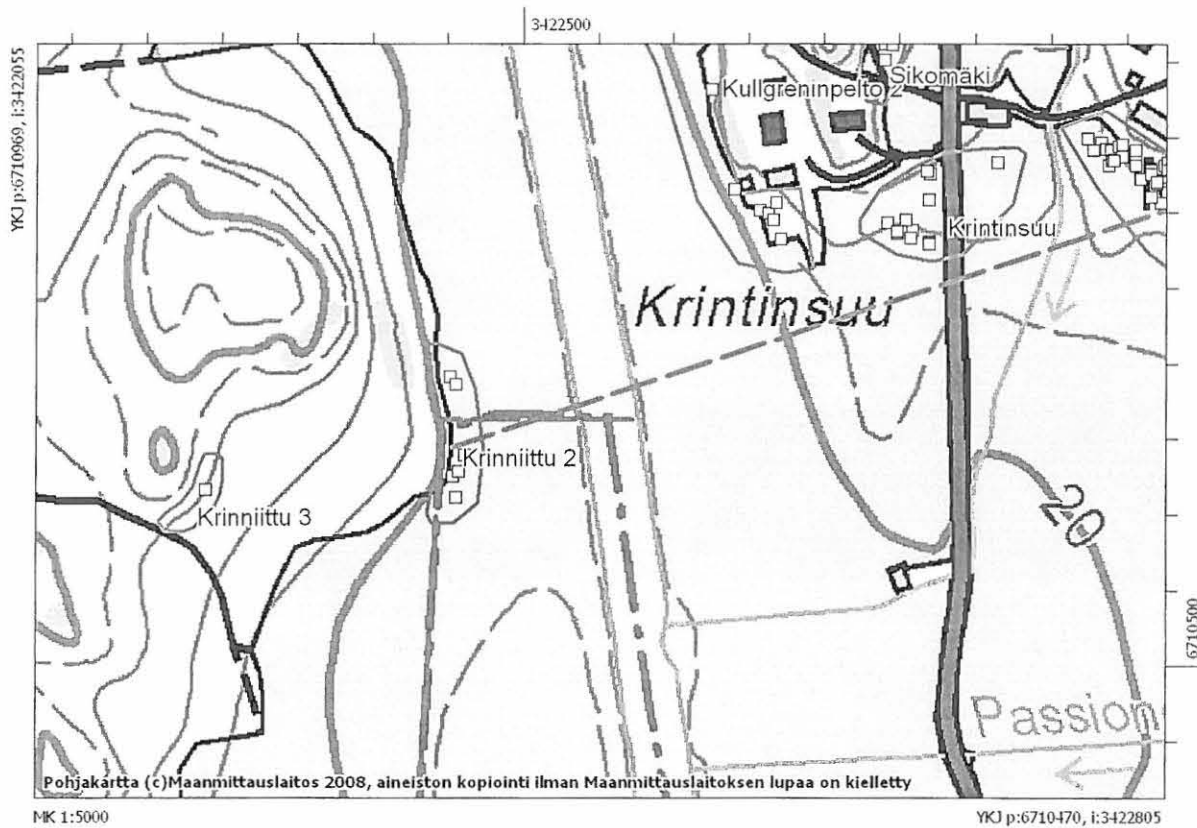 3422500
YKJ p:6710969, i:3422055
Sikomäki
Kullgreninpelto 2
Krintinsuu
Krintinsuu
Krinniittu 2
Krinniittu 3
20
6710500
Passion
Pohjakartta (c)Maanmittauslaitos 2008, aineiston kopiointi ilman Maanmittauslaitoksen lupaa on kielletty
MK 1:5000
YKJ p:6710470, i:3422805